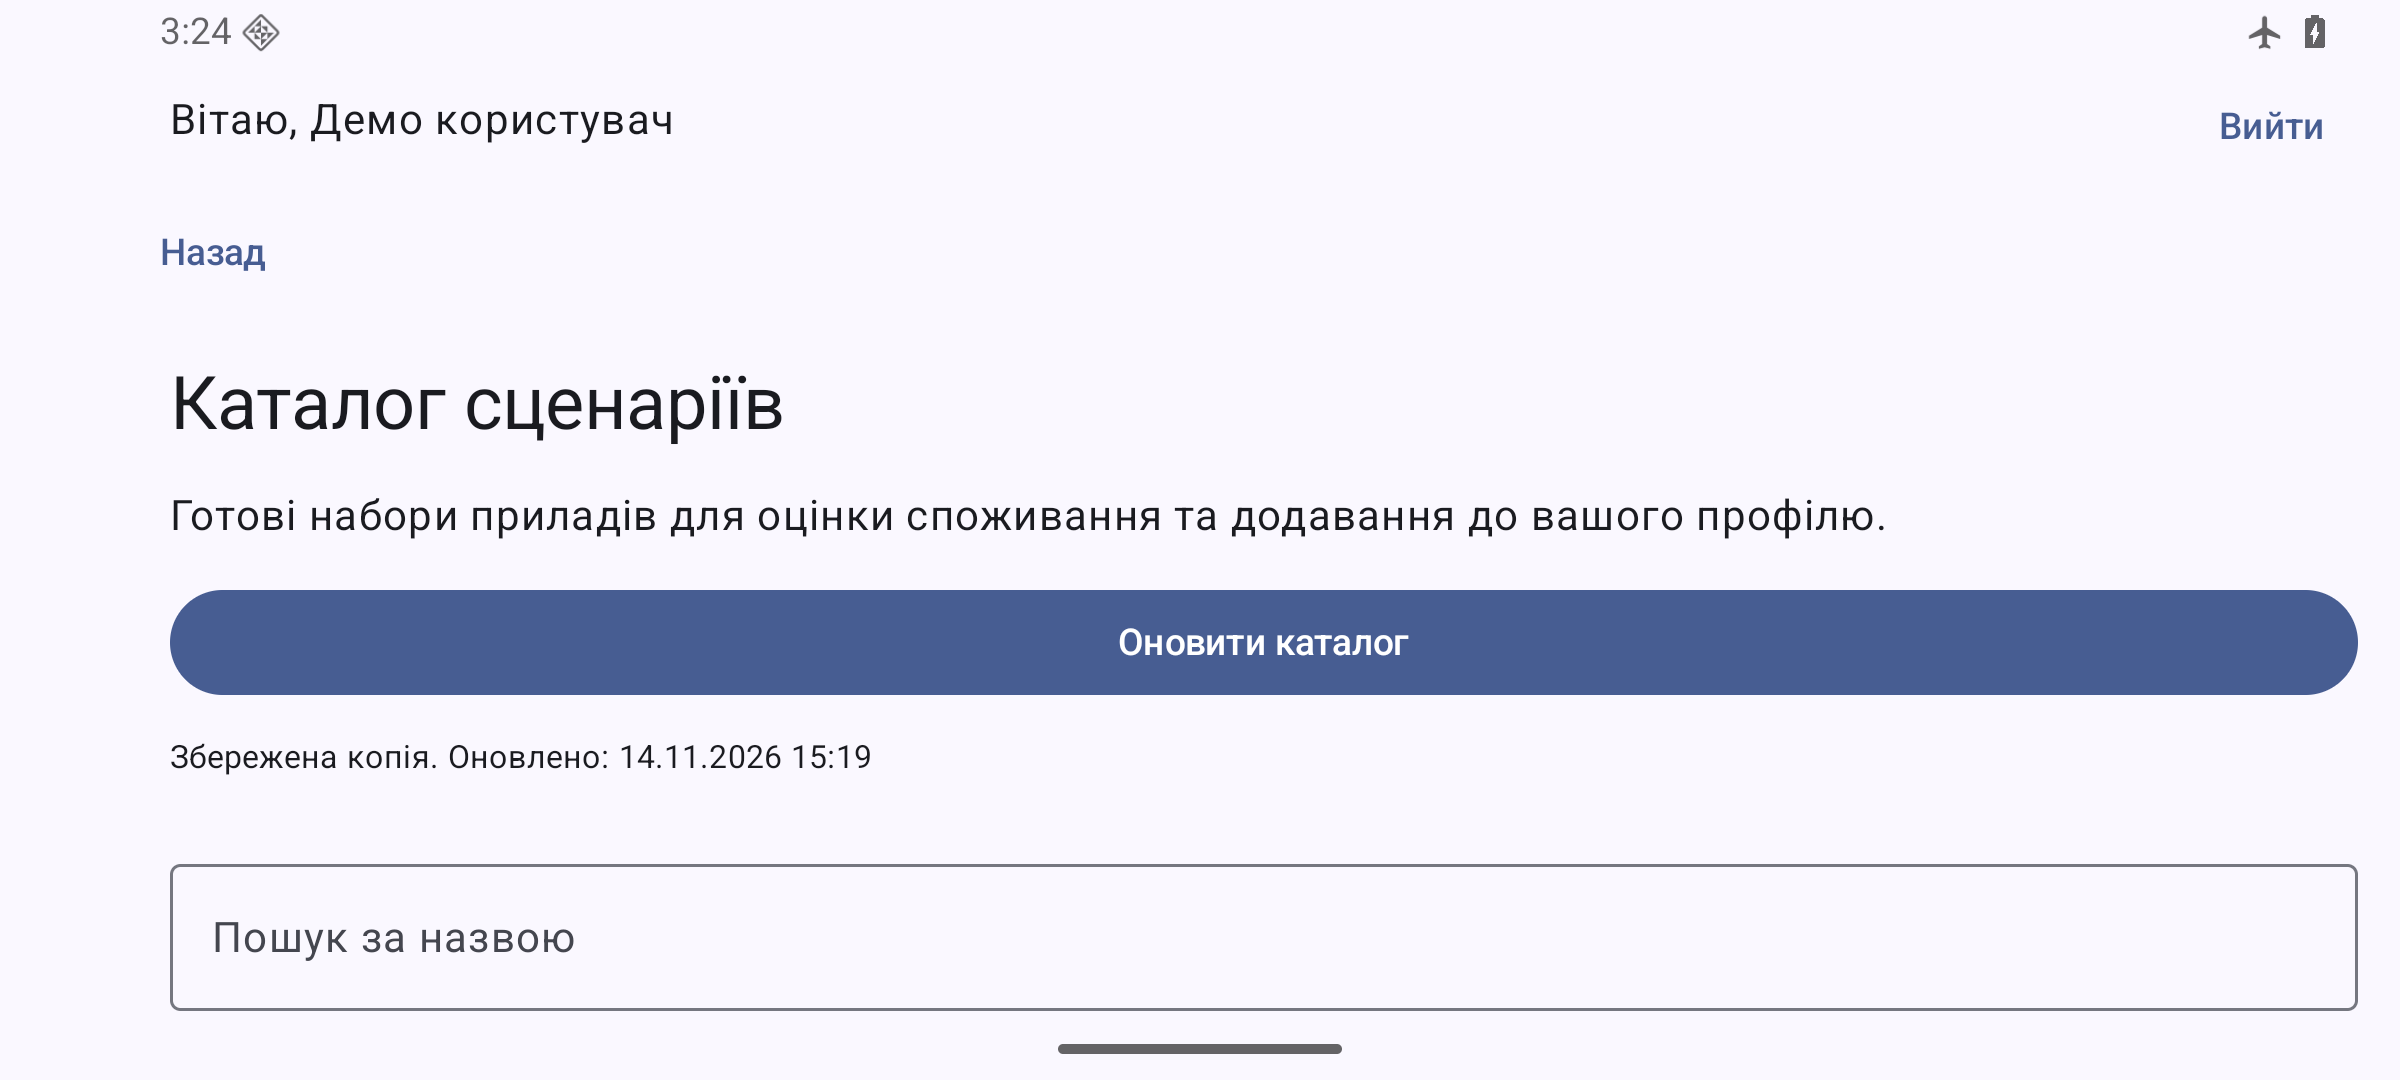 3:24
Вітаю, Демо користувач
Вийти
Назад
Каталог сценаріїв
Готові набори приладів для оцінки споживання та додавання до вашого профілю.
Оновити каталог
Збережена копія. Оновлено: 14.11.2026 15:19
Пошук за назвою